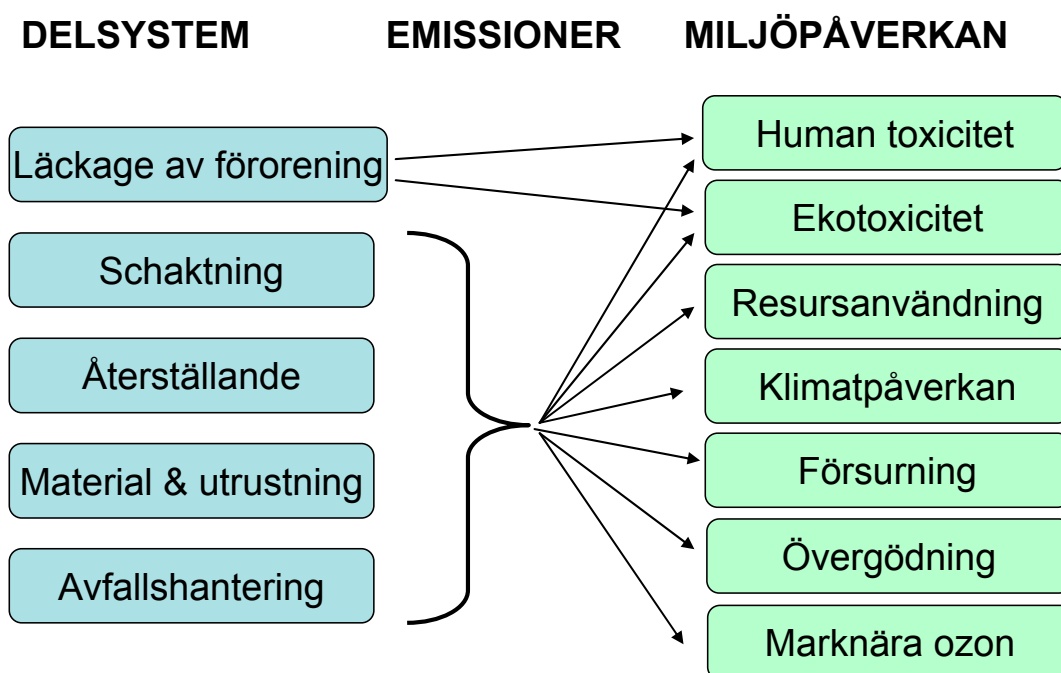 DELSYSTEM EMISSIONER MILJÖPÅVERKAN
Läckage av förorening
Schaktning
Återställande
Material & utrustning
Avfallshantering
Human toxicitet
Ekotoxicitet
Resursanvändning
Klimatpåverkan
Försurning
Övergödning
Marknära ozon